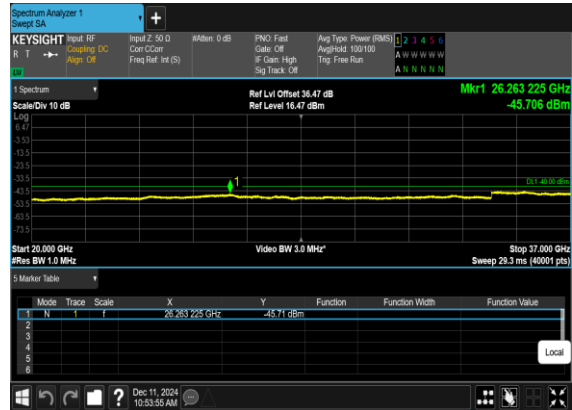 Spectrum Analyzer 1
Swept SA
KEYSIGHT Input: RF Input Z: 50 Ω #Atten: 0 dB PNO: Fast Avg Type: Power (RMS) 1 2 3 4 5 6
R T Coupling: DC Corr CCorr Gate: Off Avg|Hold: 100/100 A W W W W W
Align: Off Freq Ref: Int (S) IF Gain: High Trig: Free Run A N N N N N
Sig Track: Off
1 Spectrum Ref Lvl Offset 36.47 dB Mkr1 26.263 225 GHz
Scale/Div 10 dB Ref Level 16.47 dBm -45.706 dBm
Log
6.47
-3.53
-13.5
-23.5
-33.5 DL1 -40.00 dBm
-43.5
-53.5
-63.5
-73.5
1
Start 20.000 GHz Video BW 3.0 MHz* Stop 37.000 GHz
#Res BW 1.0 MHz Sweep 29.3 ms (40001 pts)
5 Marker Table
Mode Trace Scale X Y Function Function Width Function Value
1 N 1 f 26.263 225 GHz -45.71 dBm
2
3
4
5
6
Local
? Dec 11, 2024
10:53:55 AM